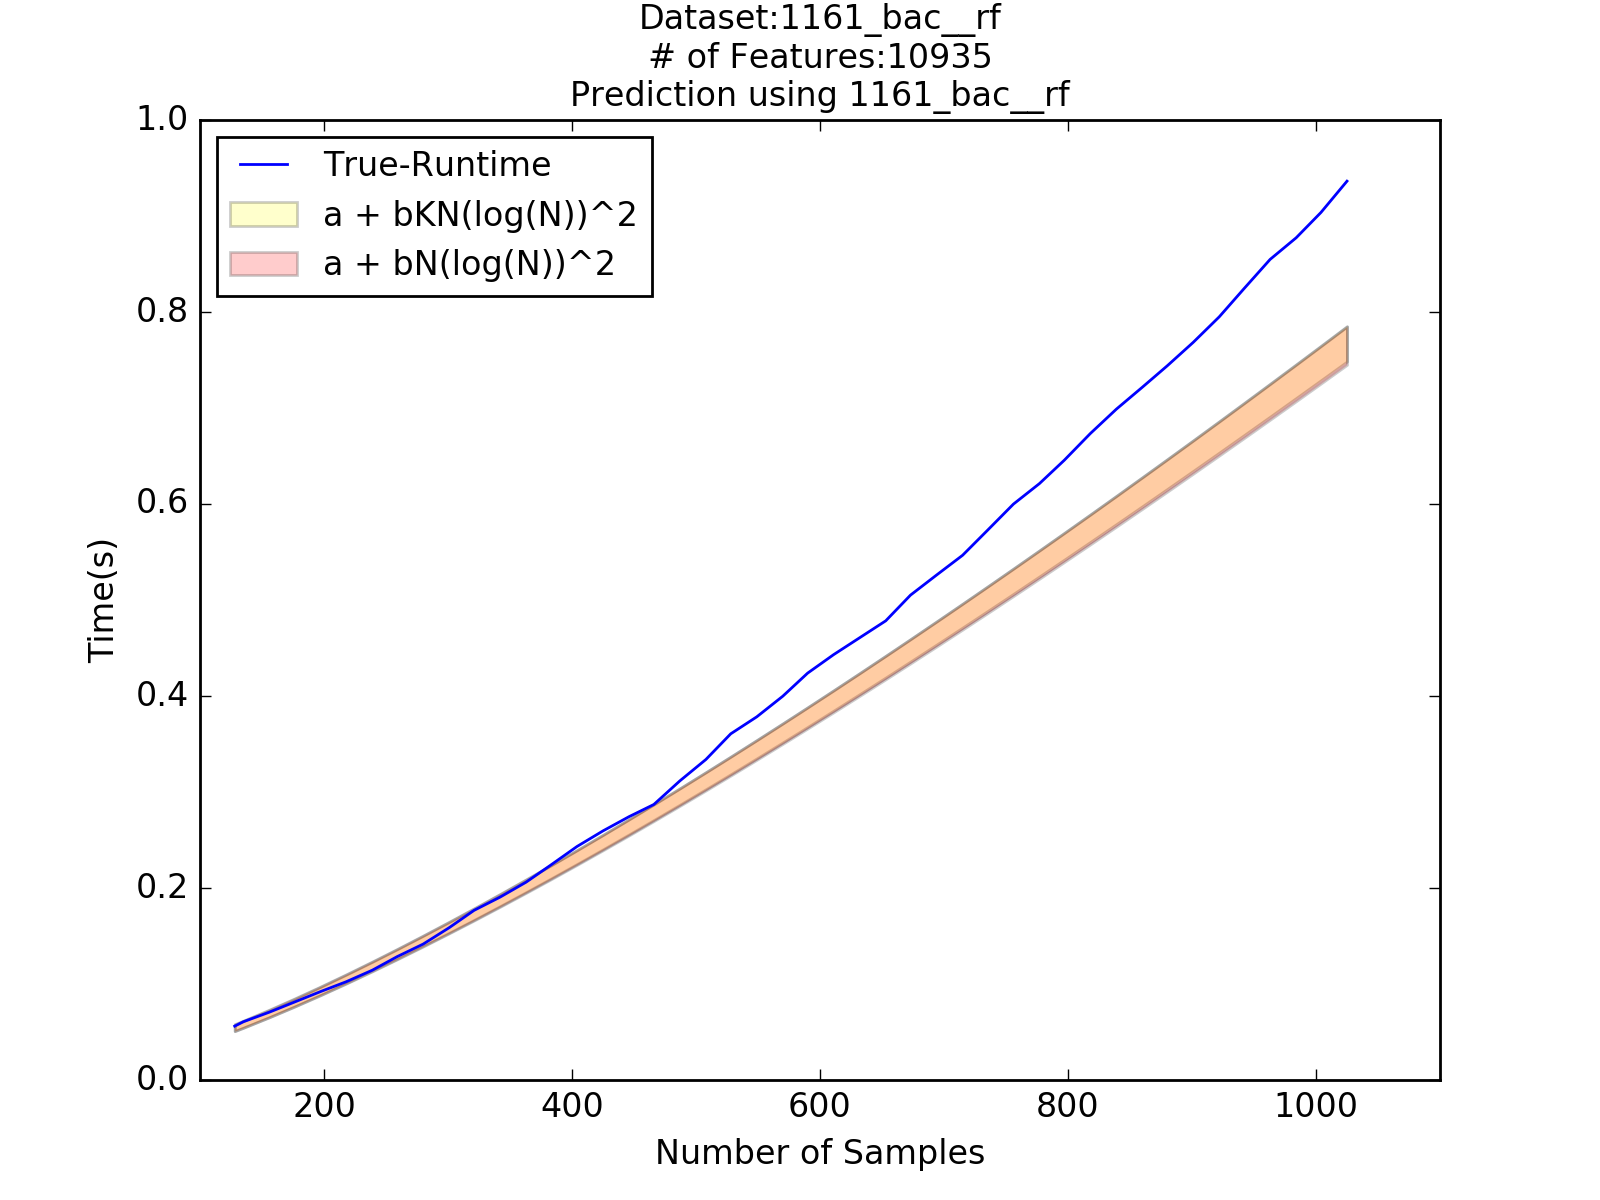 Dataset:1161_bac__rf
# of Features:10935
Prediction using 1161_bac__rf
1.0
True-Runtime
a + bKN(log(N))^2
a + bN(log(N))^2
0.8
0.6
Time(s)
0.4
0.2
0.0
200 400 600 800 1000
Number of Samples